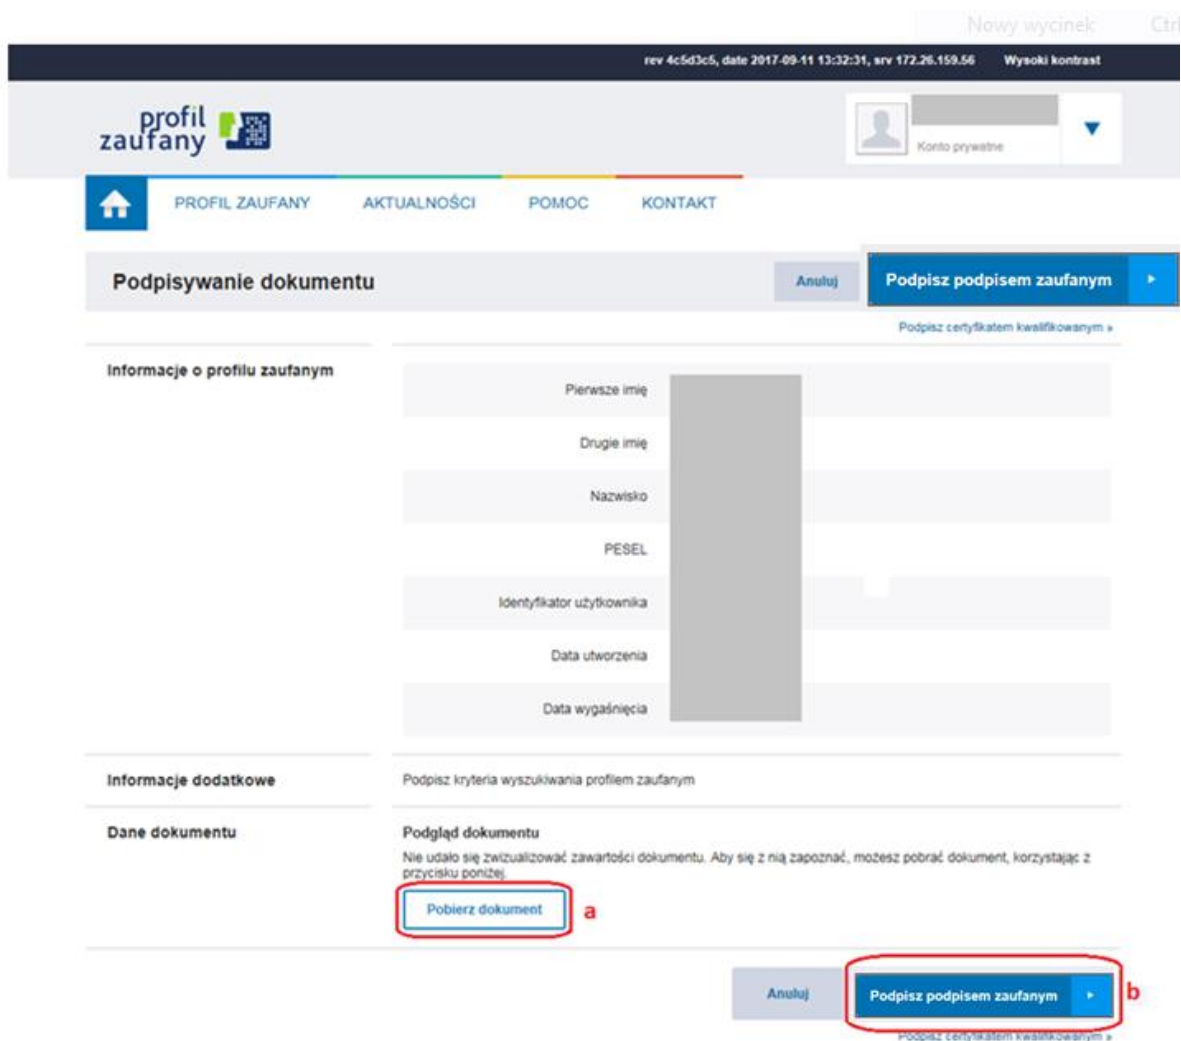 Nowy wycinek
rev 4c5d3c5, date 2017-09-11 13:32:31, srv 172.26.159.56 Wysoki kontrast
profil
zaufany
Konto prywatne
PROFIL ZAUFANY AKTUALNOŚCI POMOC KONTAKT
Podpisywanie dokumentu Anuluj Podpisz podpisem zaufanym
Podpisz certyfikatem kwalifikowanym »
Informacje o profilu zaufanym
Pierwsze imię
Drugie imię
Nazwisko
PESEL
Identyfikator użytkownika
Data utworzenia
Data wygaśnięcia
Informacje dodatkowe Podpisz kryteria wyszukiwania profilem zaufanym
Dane dokumentu Podgląd dokumentu
Nie udało się zwizualizować zawartości dokumentu. Aby się z nią zapoznać, możesz pobrać dokument, korzystając z
przycisku poniżej.
Pobierz dokument a
Anuluj Podpisz podpisem zaufanym b
Podpisz certyfikatem kwalifikowanym »